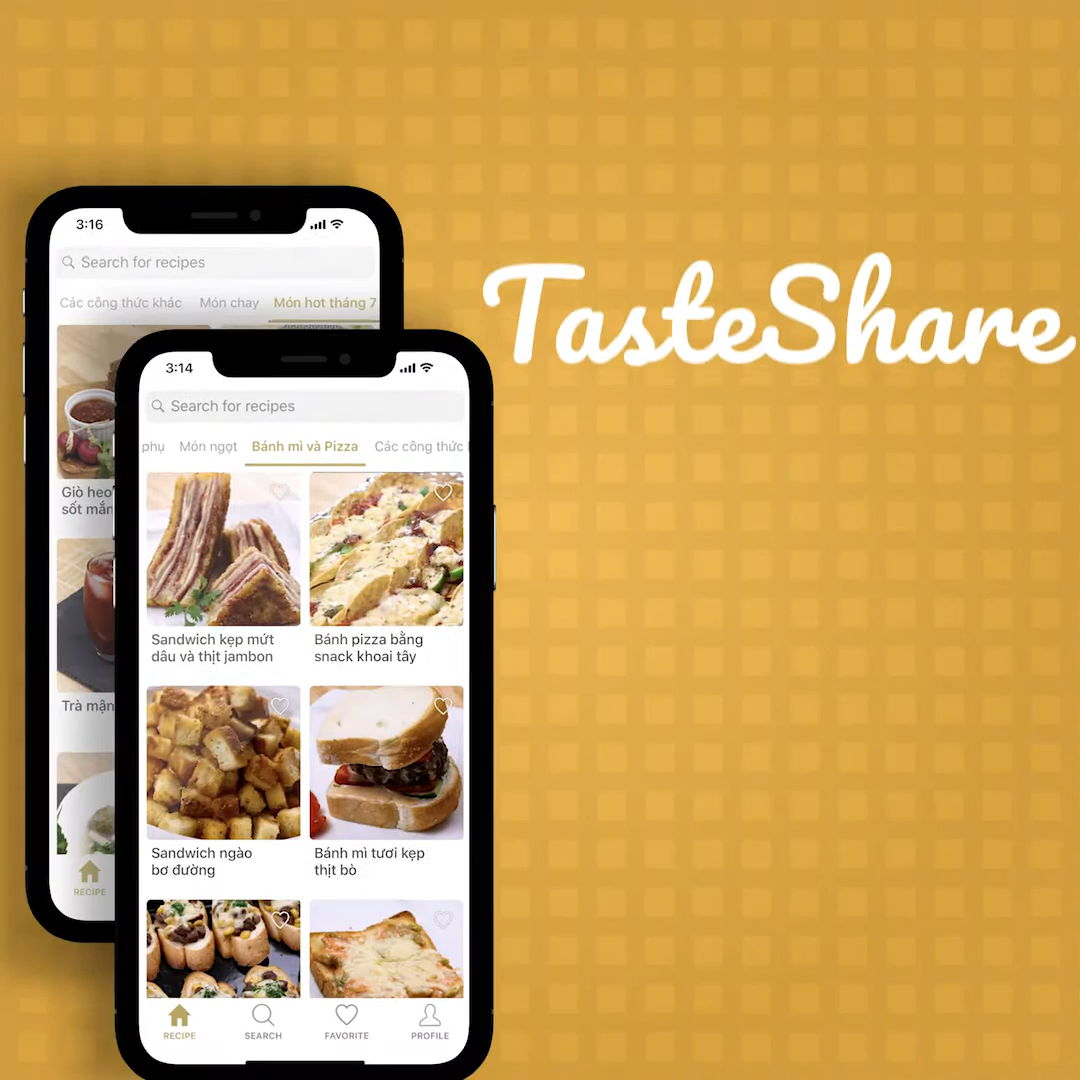 TasteShare
3:16
Search for recipes
Các công thức khác Món chay Món hot tháng 7
Giò heo
sốt mắm
Trà mận
RECIPE
3:14
Search for recipes
phụ Món ngọt Bánh mì và Pizza Các công thức
Sandwich kẹp mứt
dâu và thịt jambon
Bánh pizza bằng
snack khoai tây
Sandwich ngào
bơ đường
Bánh mì tươi kẹp
thịt bò
RECIPE SEARCH FAVORITE PROFILE